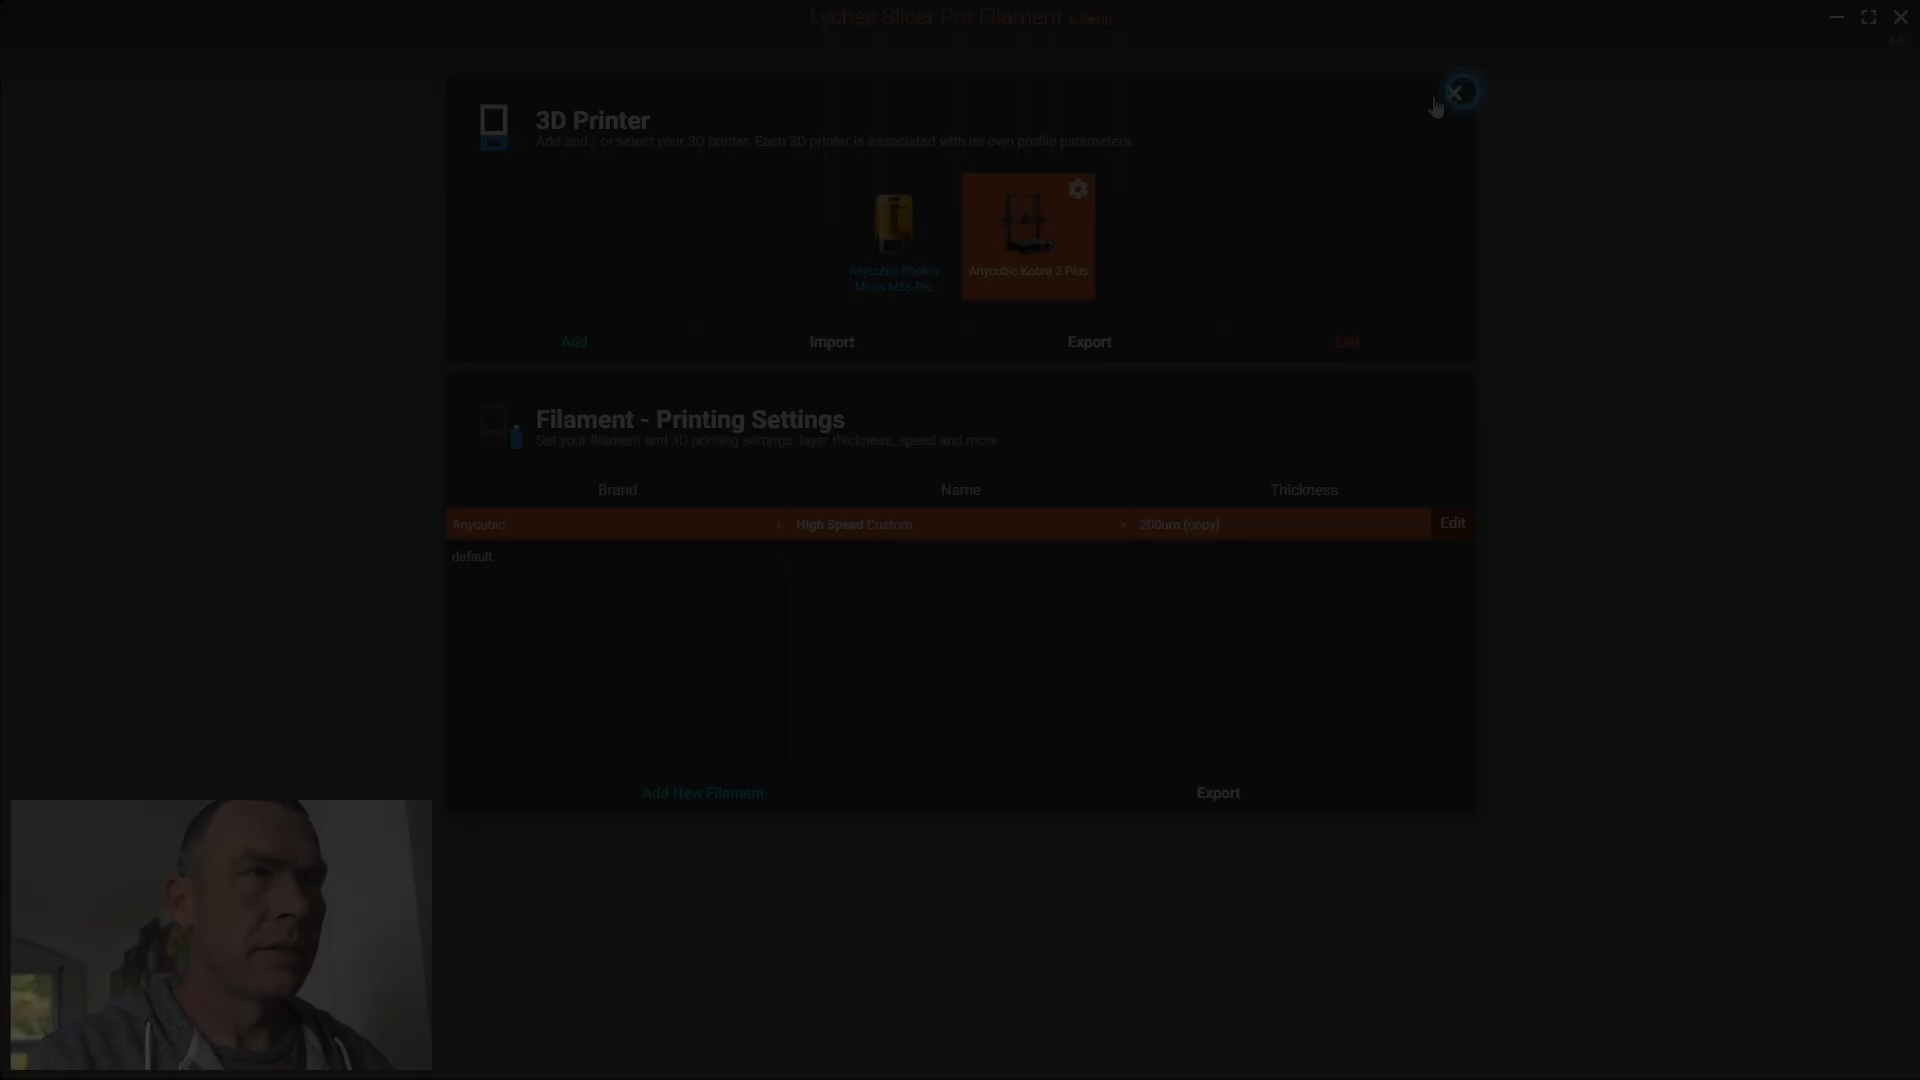 Lychee Slicer Pro Filament & Resin
3D Printer
Add and / or select your 3D printer. Each 3D printer is associated with its own profile parameters.
Anycubic Photon
Mono M5s Pro
Anycubic Kobra 2 Plus
Add
Import
Export
Edit
Filament - Printing Settings
Set your filament and 3D printing settings: layer thickness, speed and more
Brand
Name
Thickness
Anycubic
High Speed Custom
200um (copy)
Edit
default
Add New Filament
Export